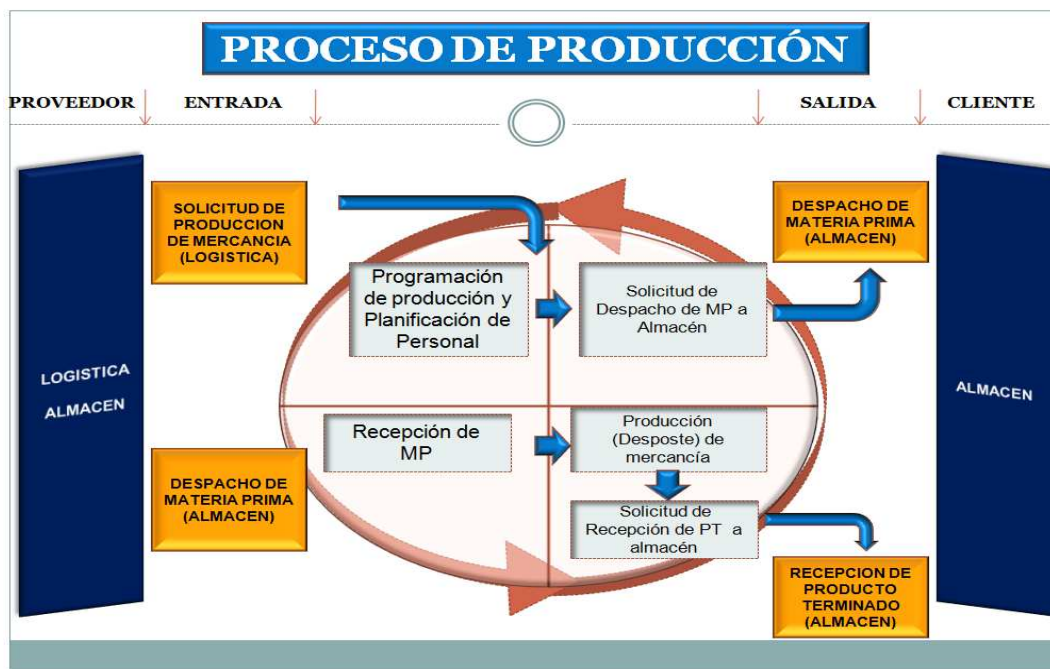 PROCESO DE PRODUCCIÓN
PROVEEDOR
ENTRADA
SALIDA
CLIENTE
LOGISTICA
ALMACEN
SOLICITUD DE
PRODUCCION
DE MERCANCIA
(LOGISTICA)
DESPACHO DE
MATERIA PRIMA
(ALMACEN)
Programación
de producción y
Planificación de
Personal
Solicitud de
Despacho de MP a
Almacén
Recepción de
MP
Producción
(Desposte) de
mercancía
Solicitud de
Recepción de PT a
almacén
DESPACHO DE
MATERIA PRIMA
(ALMACEN)
RECEPCION DE
PRODUCTO
TERMINADO
(ALMACEN)
ALMACEN